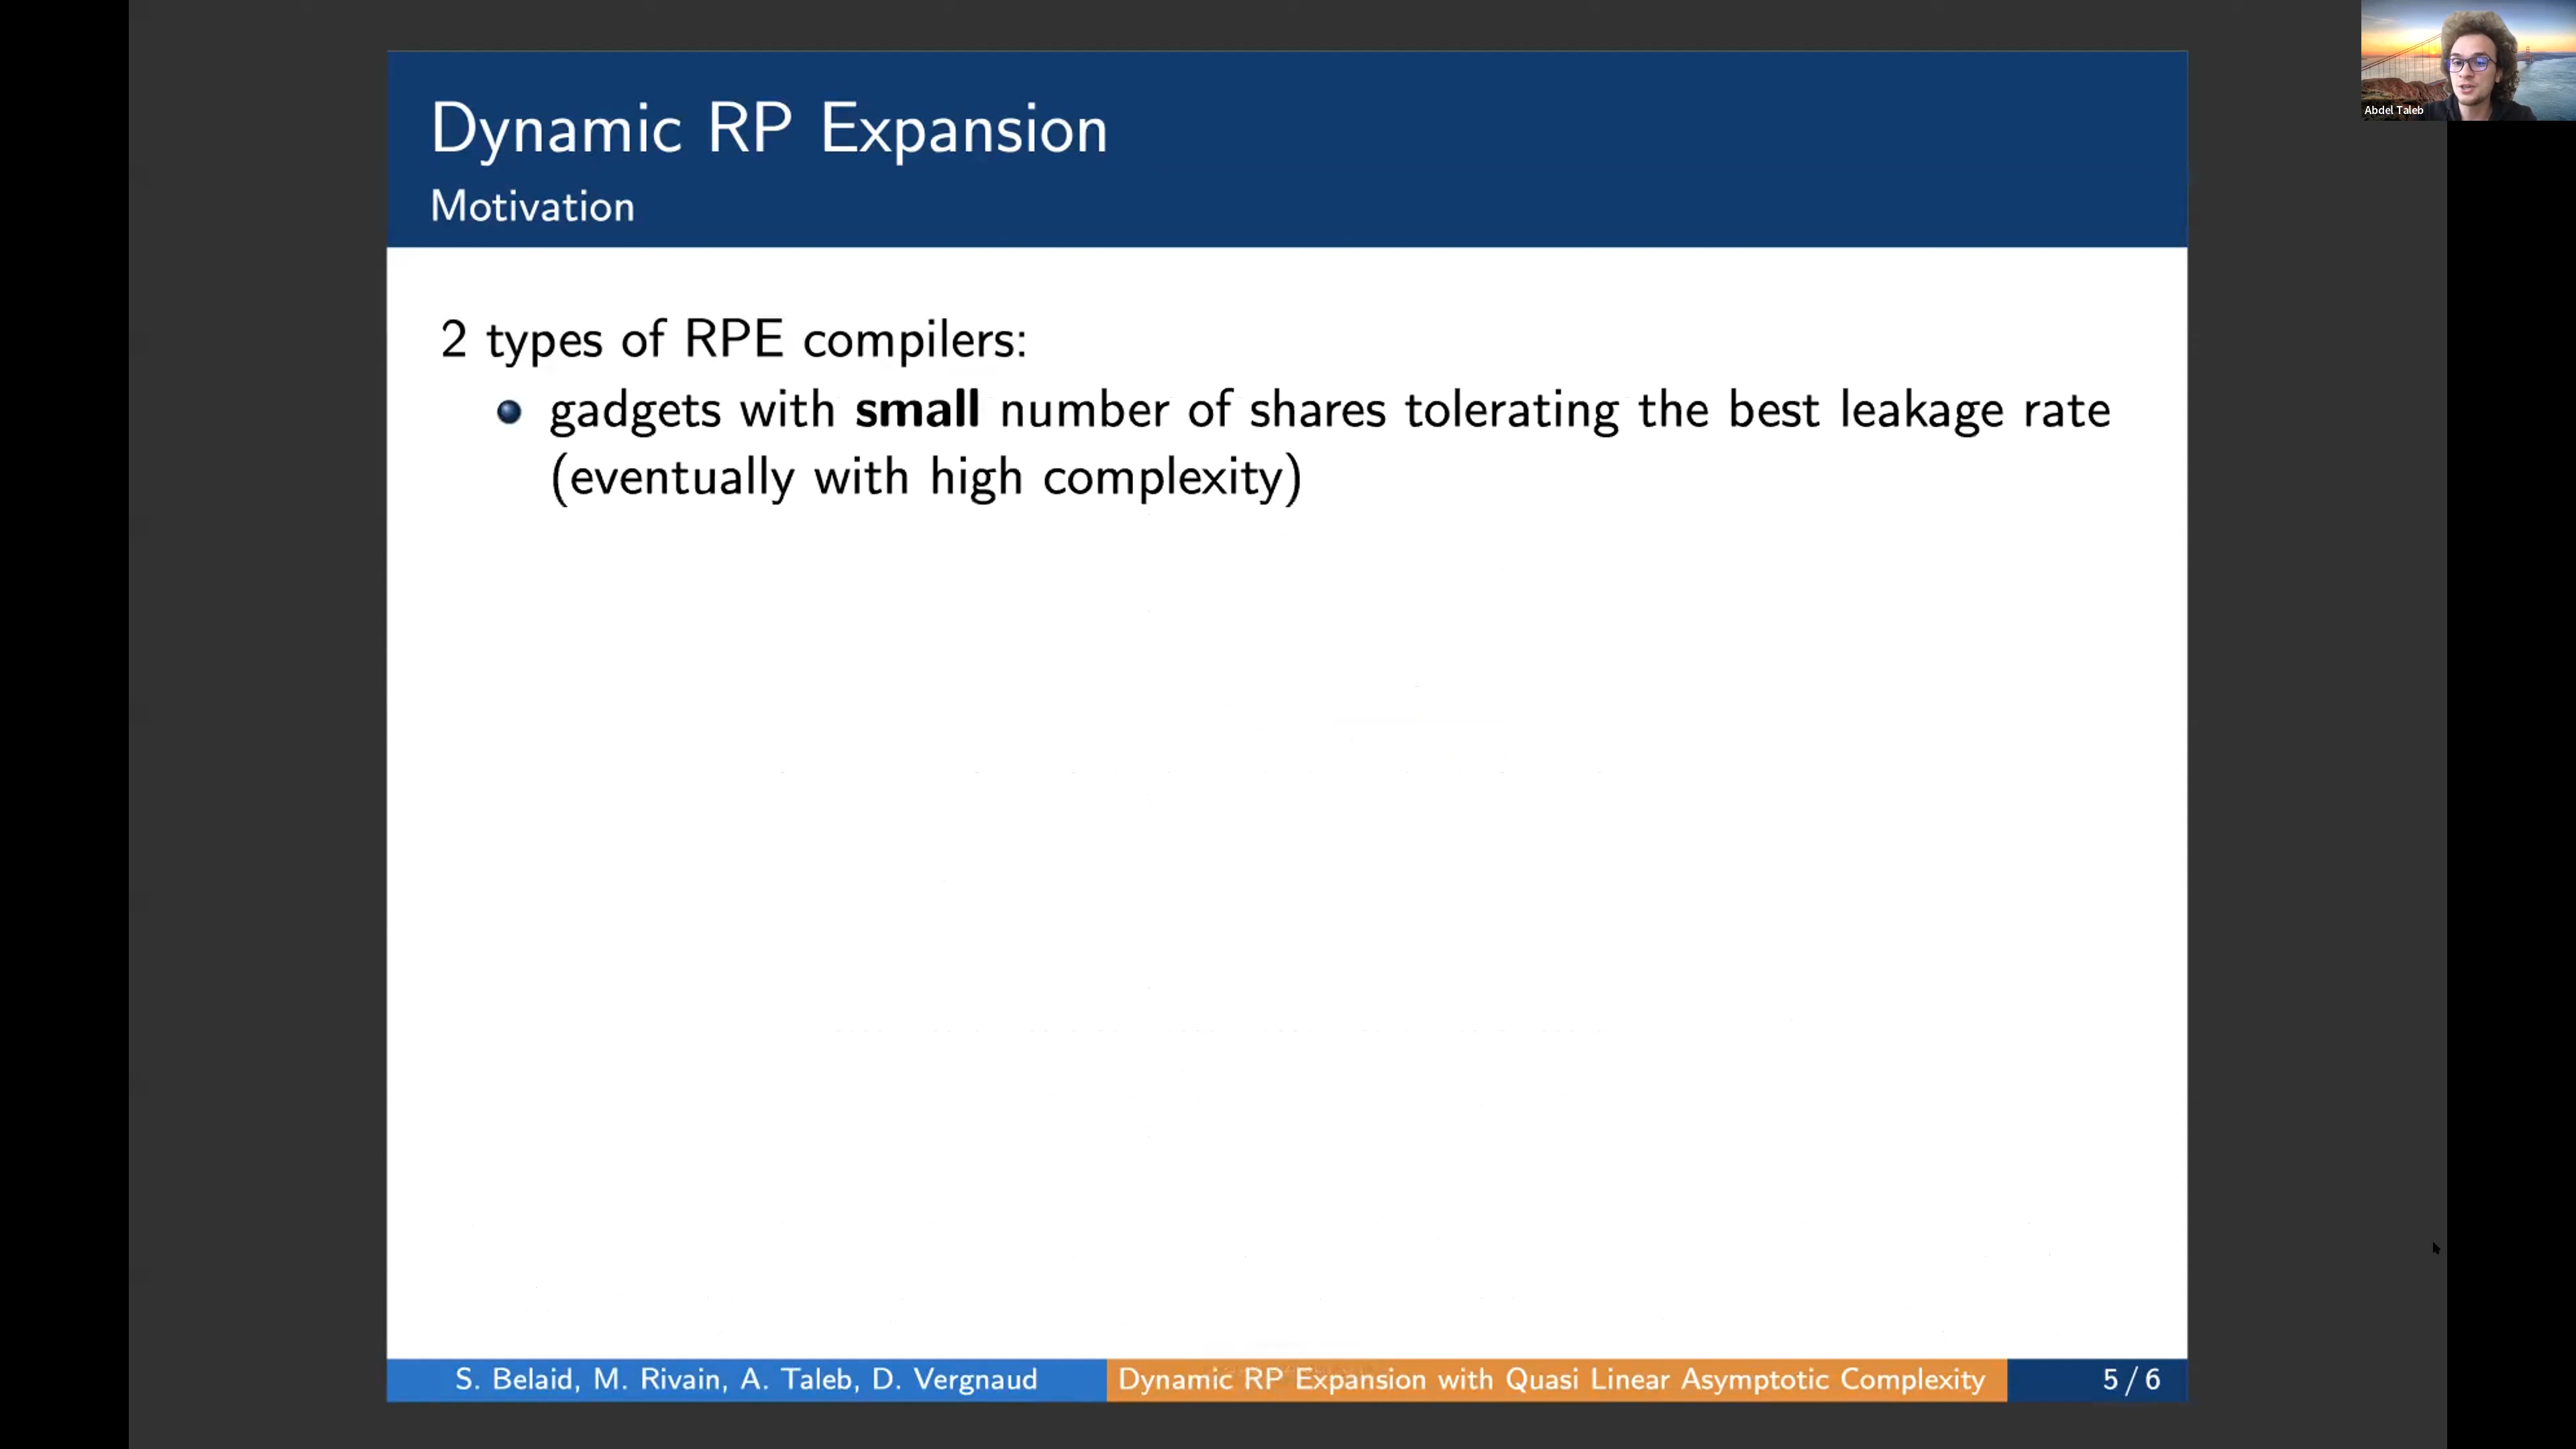 Abdel Taleb
Dynamic RP Expansion
Motivation
2 types of RPE compilers:
gadgets with small number of shares tolerating the best leakage rate
(eventually with high complexity)
S. Belaid, M. Rivain, A. Taleb, D. Vergnaud
Dynamic RP Expansion with Quasi Linear Asymptotic Complexity
5 / 6